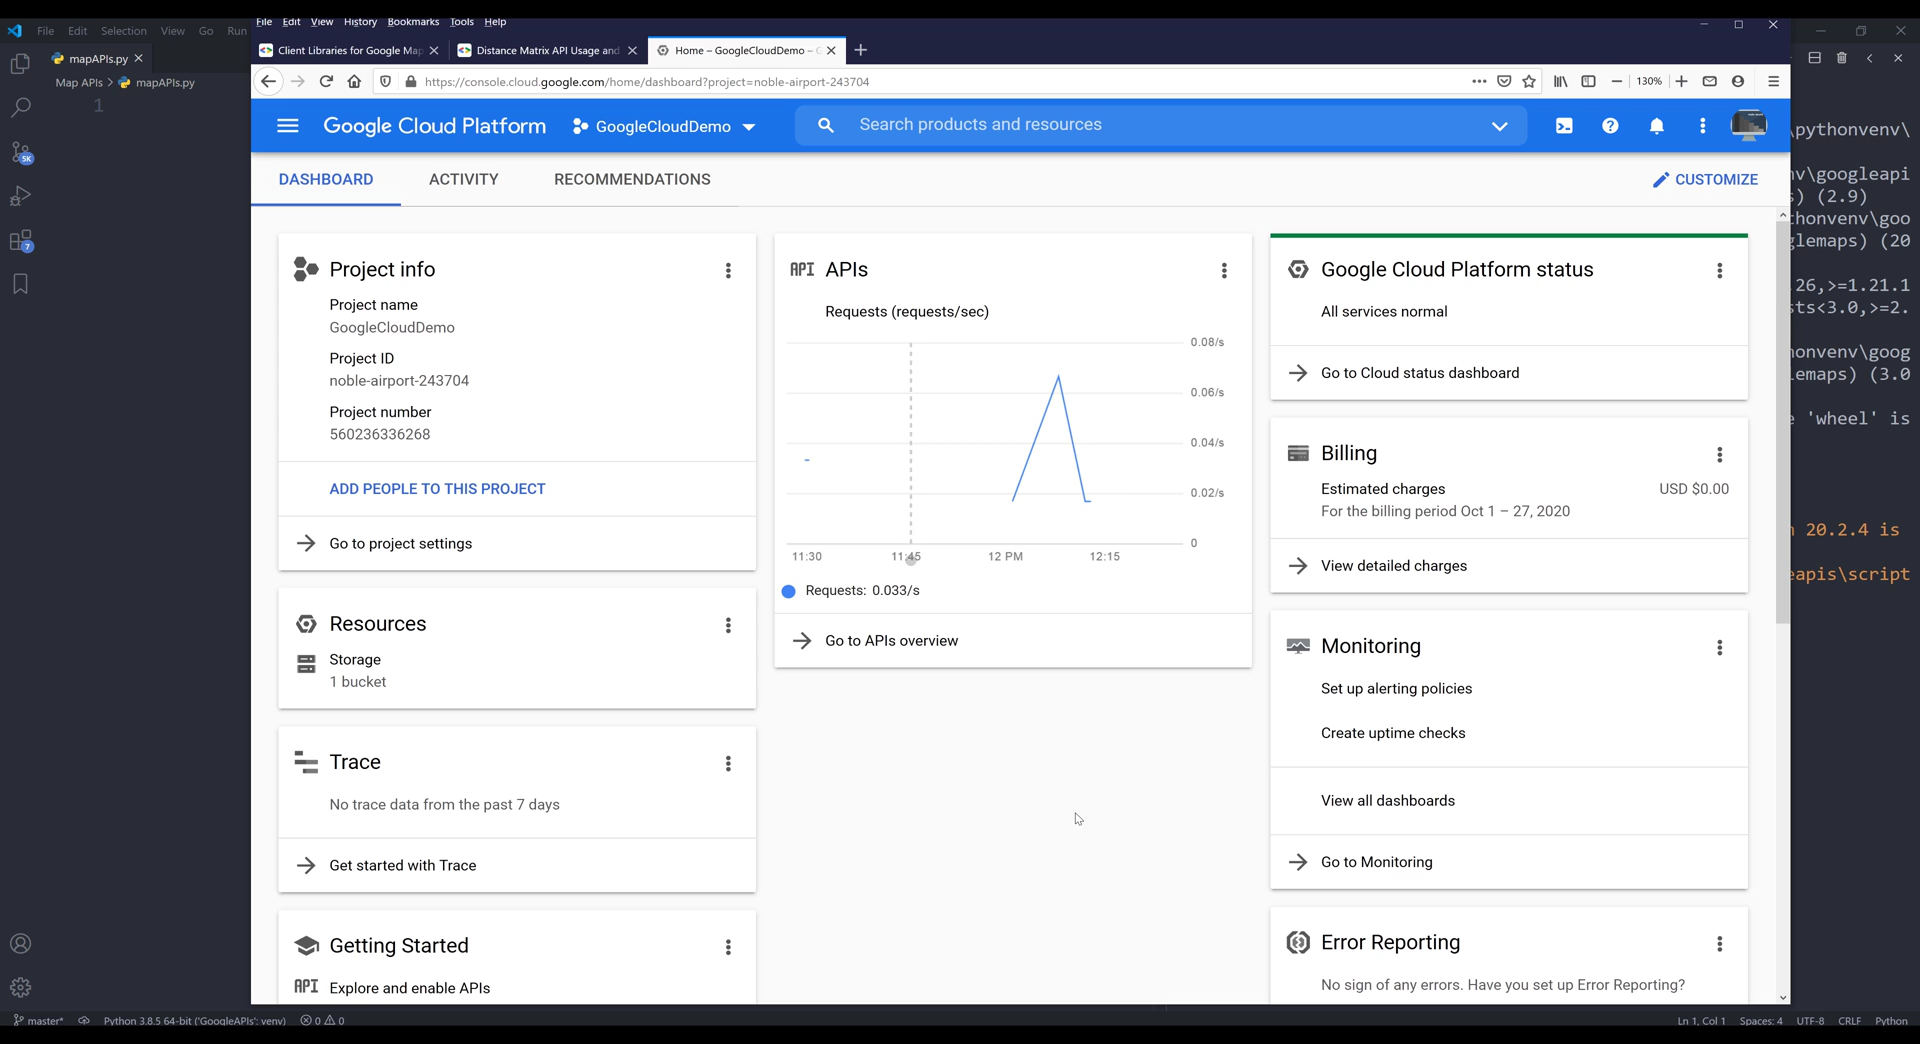 File Edit Selection View Go Run
File Edit View History Bookmarks Tools Help
mapAPIs.py
Client Libraries for Google Map
Distance Matrix API Usage and
Home – GoogleCloudDemo – G
Map APIs > mapAPIs.py
https://console.cloud.google.com/home/dashboard?project=noble-airport-243704
130%
1
Google Cloud Platform
GoogleCloudDemo
Search products and resources
DASHBOARD
ACTIVITY
RECOMMENDATIONS
CUSTOMIZE
Project info
Project name
GoogleCloudDemo
Project ID
noble-airport-243704
Project number
560236336268
ADD PEOPLE TO THIS PROJECT
Go to project settings
Resources
Storage
1 bucket
Trace
No trace data from the past 7 days
Get started with Trace
Getting Started
API Explore and enable APIs
API APIs
Requests (requests/sec)
0.08/s
0.06/s
0.04/s
0.02/s
0
11:30
11:45
12 PM
12:15
Requests: 0.033/s
Go to APIs overview
Google Cloud Platform status
All services normal
Go to Cloud status dashboard
Billing
Estimated charges
USD $0.00
For the billing period Oct 1 – 27, 2020
View detailed charges
Monitoring
Set up alerting policies
Create uptime checks
View all dashboards
Go to Monitoring
Error Reporting
No sign of any errors. Have you set up Error Reporting?
\pythonvenv\
v\googleapi
) (2.9)
thonvenv\goo
glemaps) (20
26,>=1.21.1
sts<3.0,>=2.
honvenv\goog
lemaps) (3.0
'wheel' is
20.2.4 is
eapis\script
5K
7
master*
Python 3.8.5 64-bit ('GoogleAPIs': venv)
0
0
Ln 1, Col 1
Spaces: 4
UTF-8
CRLF
Python